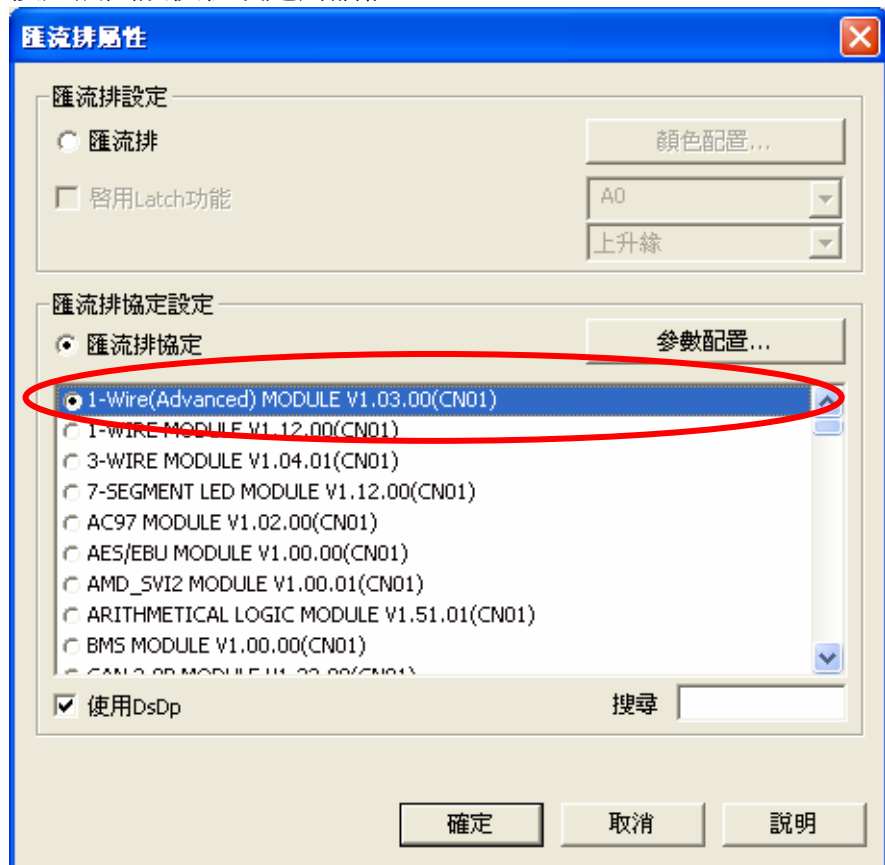 匯流排屬性
匯流排設定
匯流排
顏色配置...
啓用Latch功能
A0
上升緣
匯流排協定設定
匯流排協定
參數配置...
1-Wire(Advanced) MODULE V1.03.00(CN01)
1-WIRE MODULE V1.12.00(CN01)
3-WIRE MODULE V1.04.01(CN01)
7-SEGMENT LED MODULE V1.12.00(CN01)
AC97 MODULE V1.02.00(CN01)
AES/EBU MODULE V1.00.00(CN01)
AMD_SVI2 MODULE V1.00.01(CN01)
ARITHMETICAL LOGIC MODULE V1.51.01(CN01)
BMS MODULE V1.00.00(CN01)
使用DsDp
搜尋
確定
取消
說明